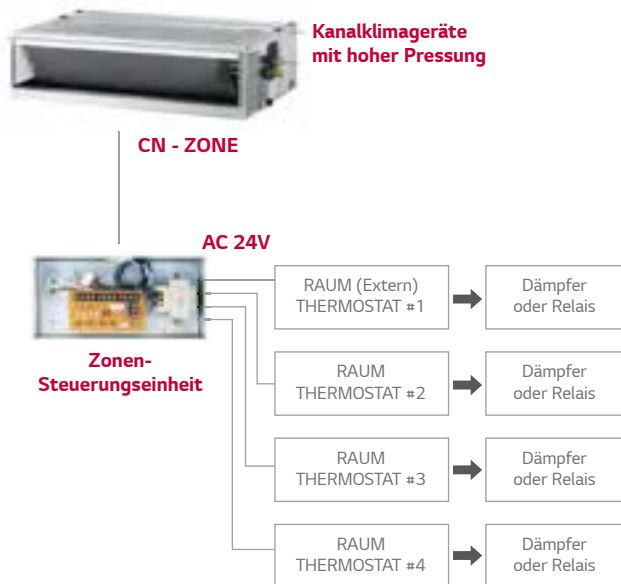 Kanalklimageräte
mit hoher Pressung
CN - ZONE
AC 24V
Zonen-
Steuerungseinheit
RAUM (Extern)
THERMOSTAT #1
Dämpfer
oder Relais
RAUM
THERMOSTAT #2
Dämpfer
oder Relais
RAUM
THERMOSTAT #3
Dämpfer
oder Relais
RAUM
THERMOSTAT #4
Dämpfer
oder Relais